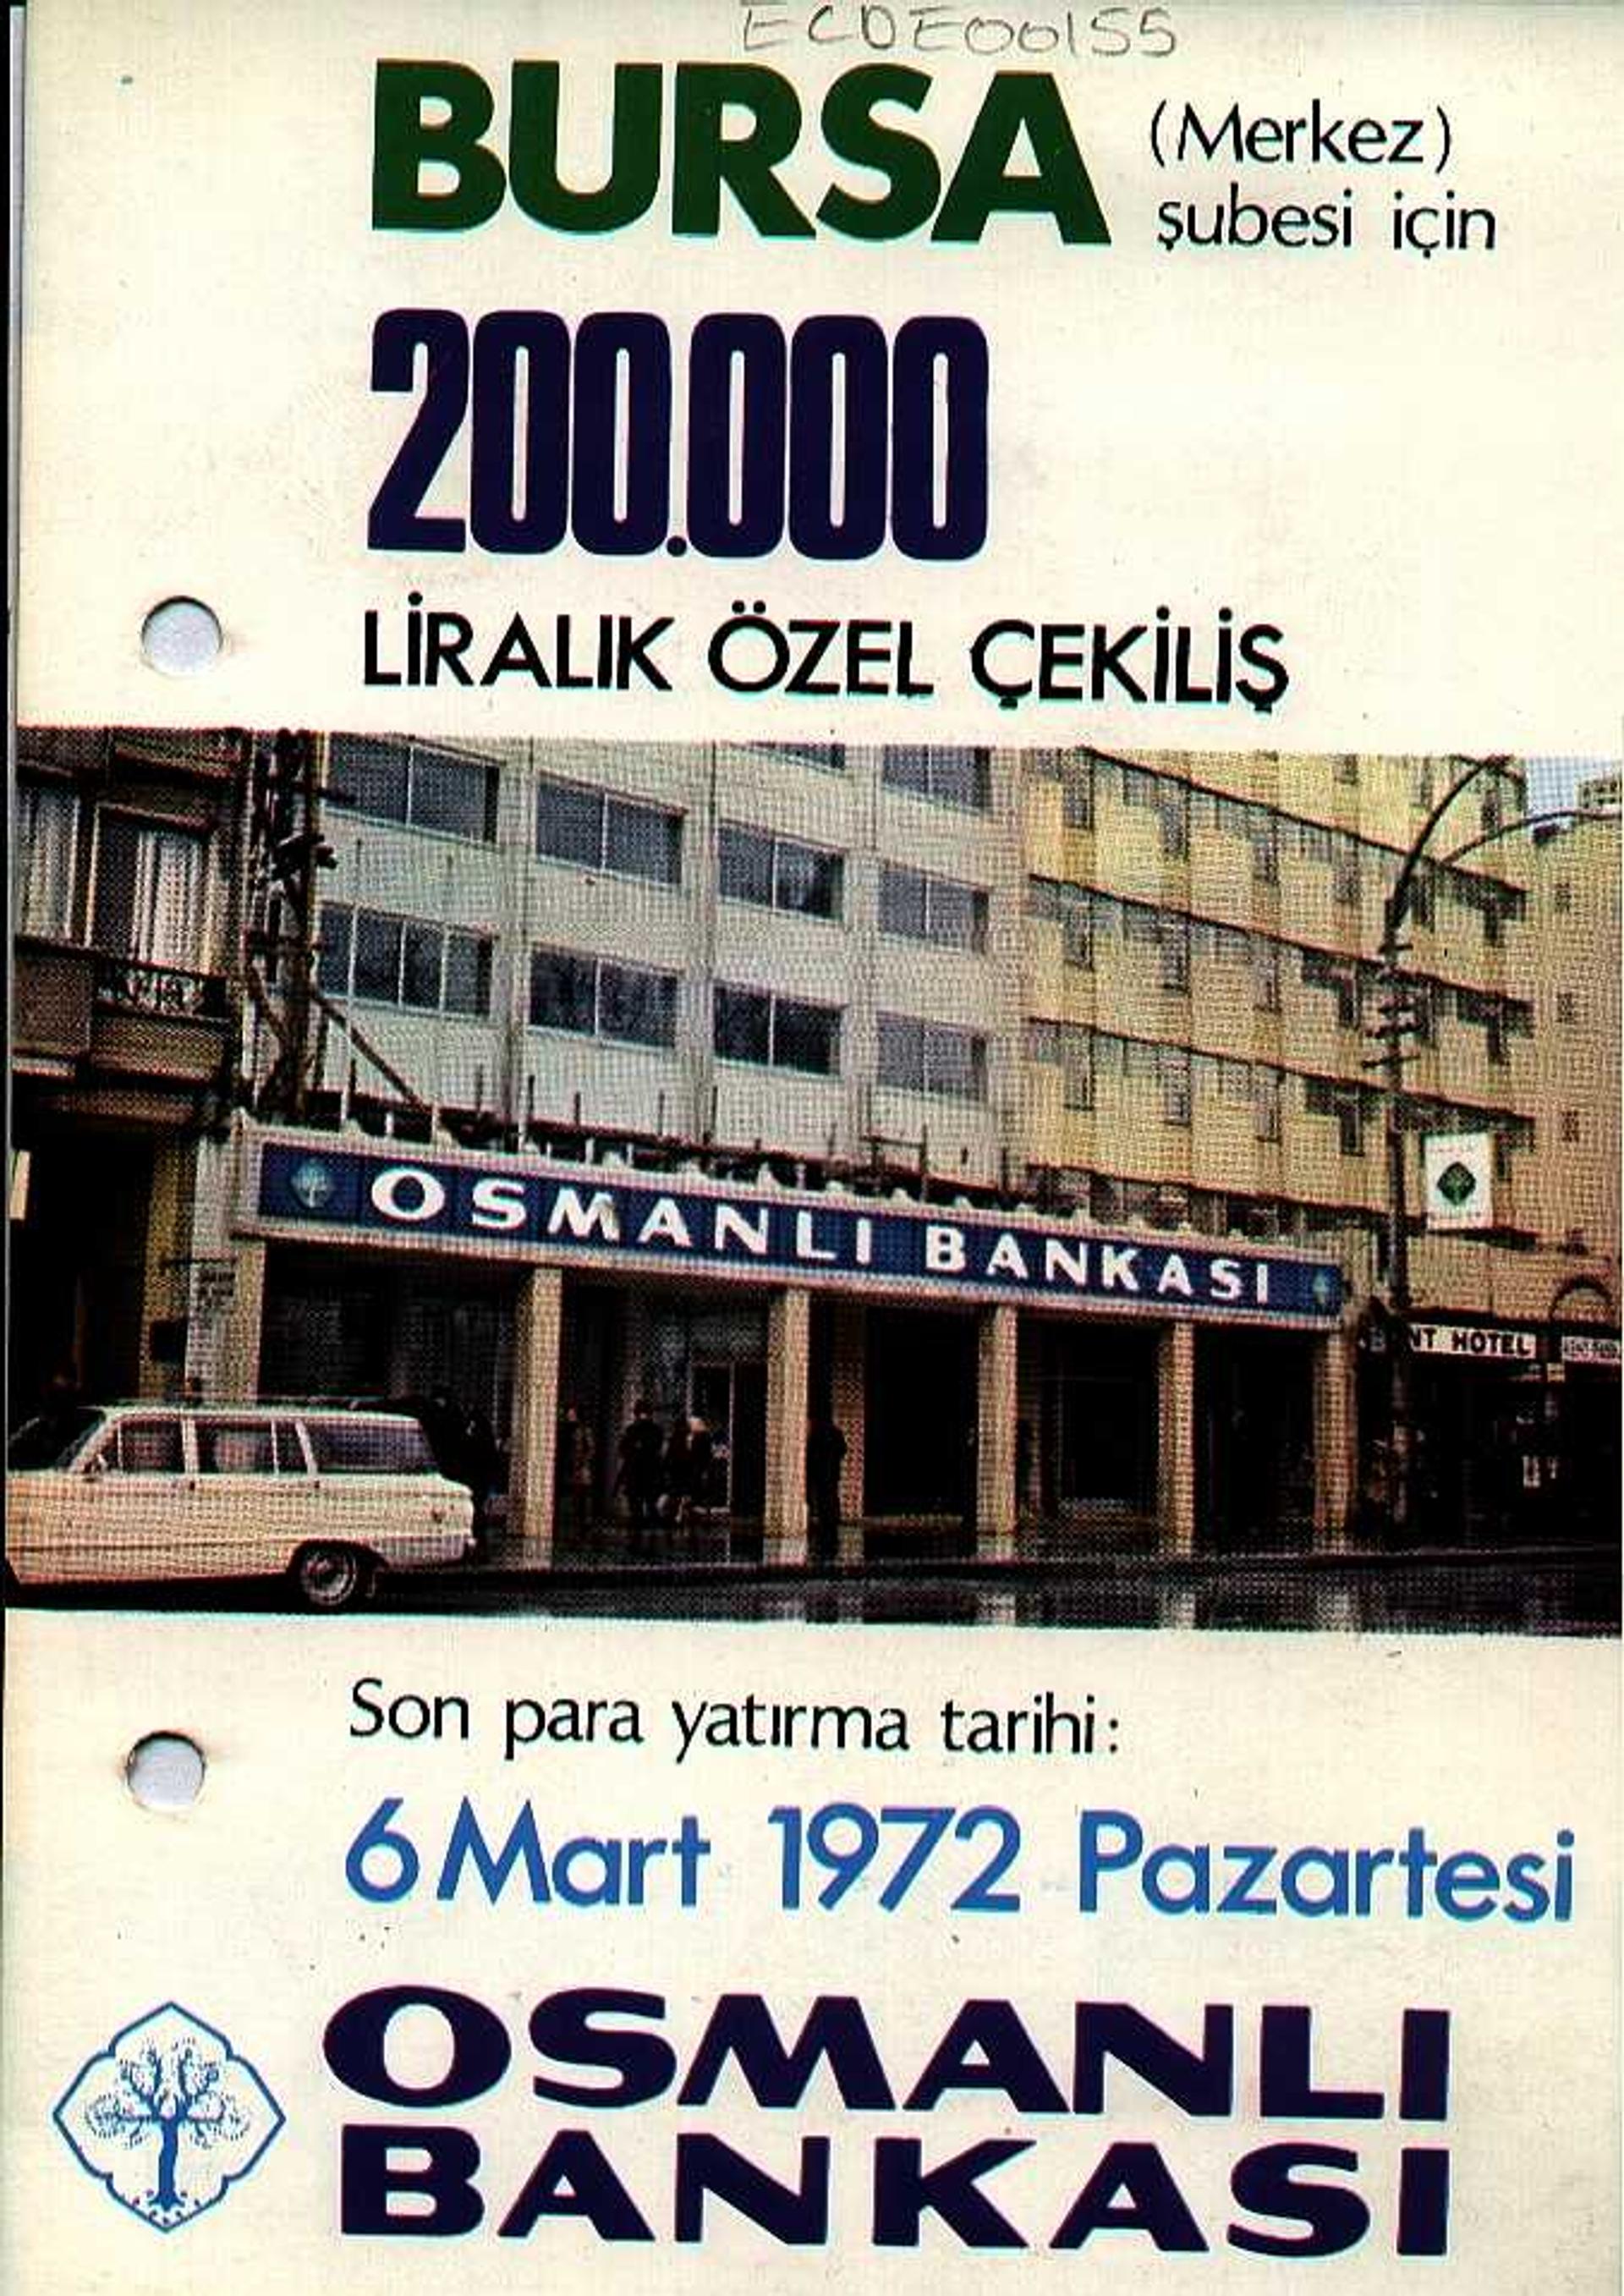 ECDE00155
BURSA (Merkez)
şubesi için
200.000
LİRALIK ÖZEL ÇEKİLİŞ
OSMANLI BANKASI
NT HOTEL
Son para yatırma tarihi:
6 Mart 1972 Pazartesi
OSMANLI
BANKASI